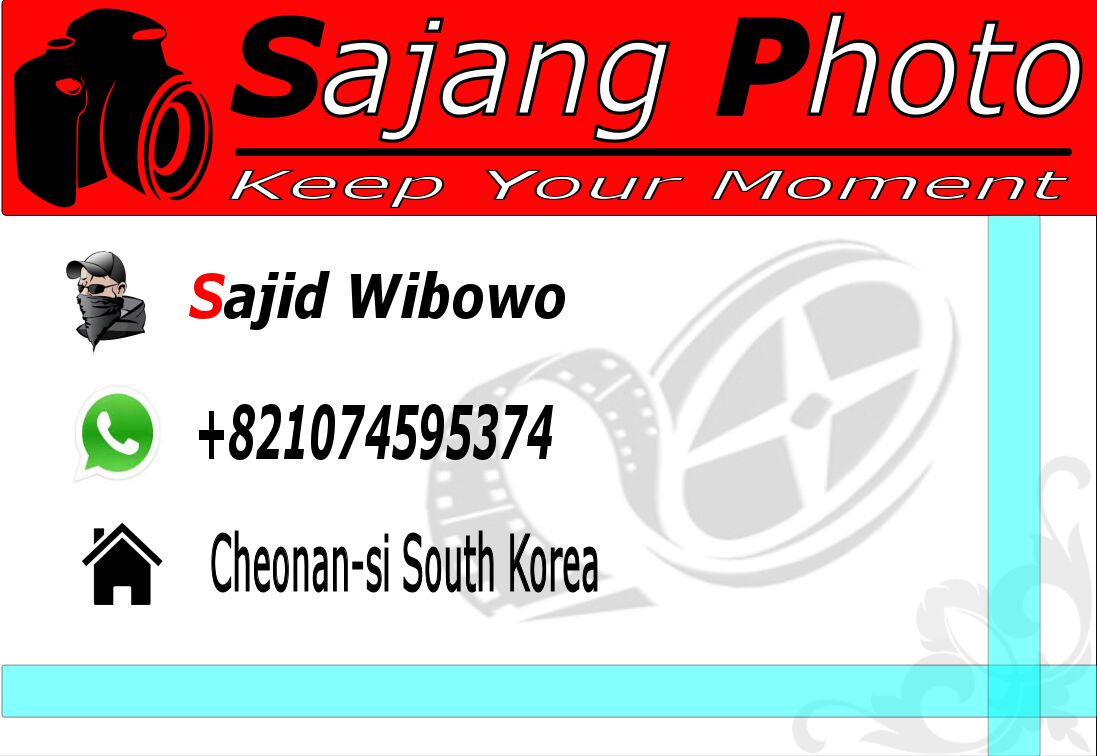 Sajang Photo
Keep Your Moment
Sajid Wibowo
+821074595374
Cheonan-si South Korea